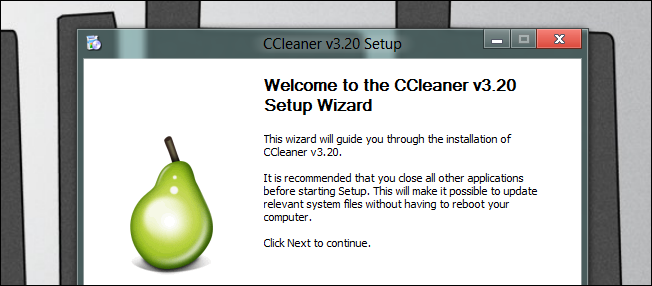 CCleaner v3.20 Setup
Welcome to the CCleaner v3.20
Setup Wizard
This wizard will guide you through the installation of
CCleaner v3.20.
It is recommended that you close all other applications
before starting Setup. This will make it possible to update
relevant system files without having to reboot your
computer.
Click Next to continue.